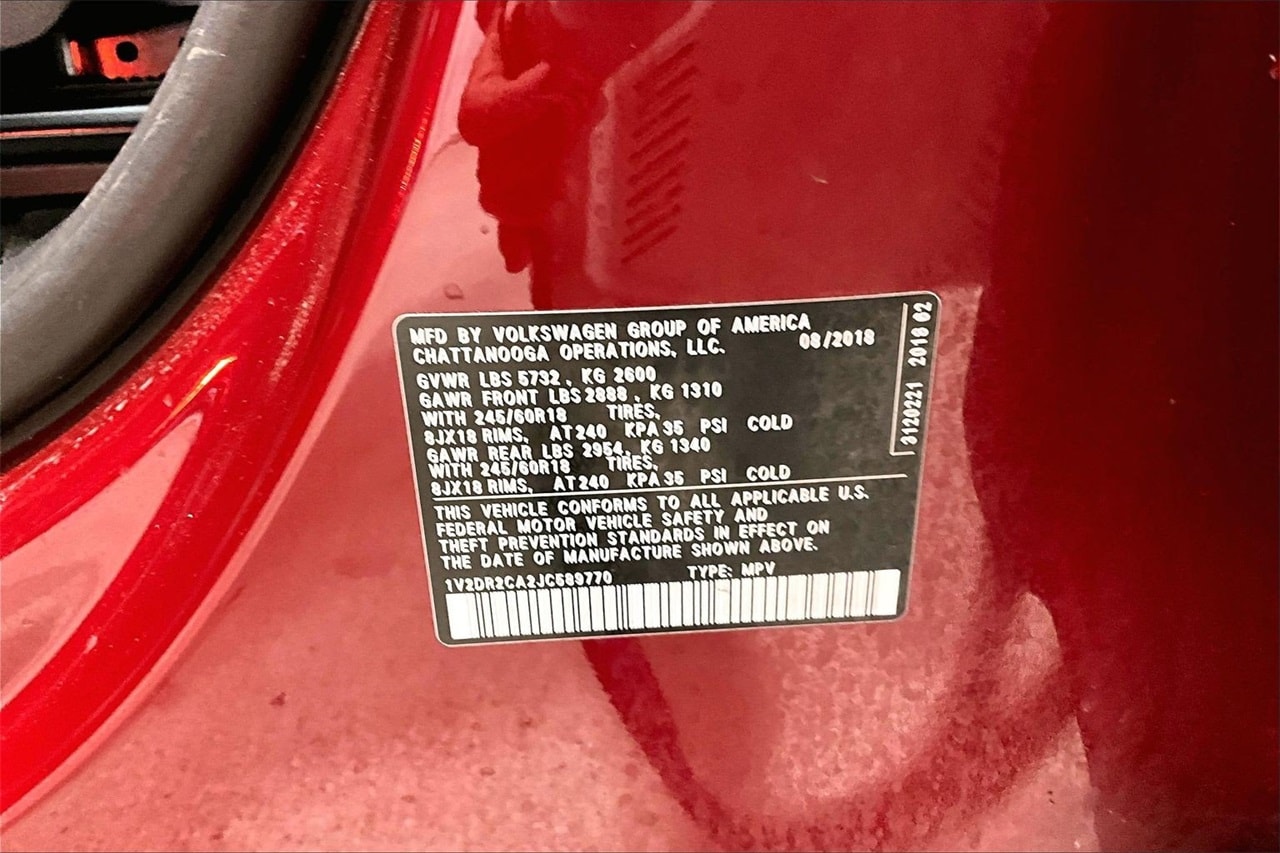 MFD BY VOLKSWAGEN GROUP OF AMERICA
CHATTANOOGA OPERATIONS, LLC. 08/2018
GVWR LBS 5732 , KG 2600
GAWR FRONT LBS 2888 , KG 1310
WITH 245/60R18 TIRES,
8JX18 RIMS, AT 240 KPA 35 PSI COLD
GAWR REAR LBS 2954, KG 1340
WITH 245/60R18 TIRES,
8JX18 RIMS, AT 240 KPA 35 PSI COLD
THIS VEHICLE CONFORMS TO ALL APPLICABLE U.S.
FEDERAL MOTOR VEHICLE SAFETY AND
THEFT PREVENTION STANDARDS IN EFFECT ON
THE DATE OF MANUFACTURE SHOWN ABOVE.
1V2DR2CA2JC589770 TYPE: MPV
3120221 2018 02